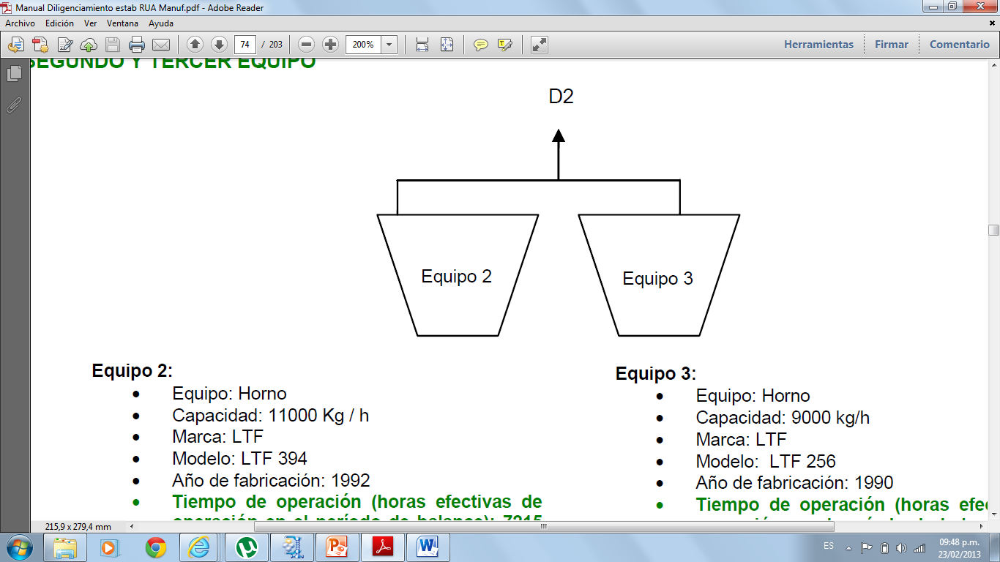 Manual Diligenciamiento estab RUA Manuf.pdf - Adobe Reader
Archivo Edición Ver Ventana Ayuda
74 / 203 200% Herramientas Firmar Comentario
SEGUNDO Y TERCER EQUIPO
D2
Equipo 2
Equipo 3
Equipo 2:
• Equipo: Horno
• Capacidad: 11000 Kg / h
• Marca: LTF
• Modelo: LTF 394
• Año de fabricación: 1992
• Tiempo de operación (horas efectivas de
operación en el período de balance): 7215
Equipo 3:
• Equipo: Horno
• Capacidad: 9000 kg/h
• Marca: LTF
• Modelo: LTF 256
• Año de fabricación: 1990
• Tiempo de operación (horas efec
215,9 x 279,4 mm
ES
09:48 p.m.
23/02/2013